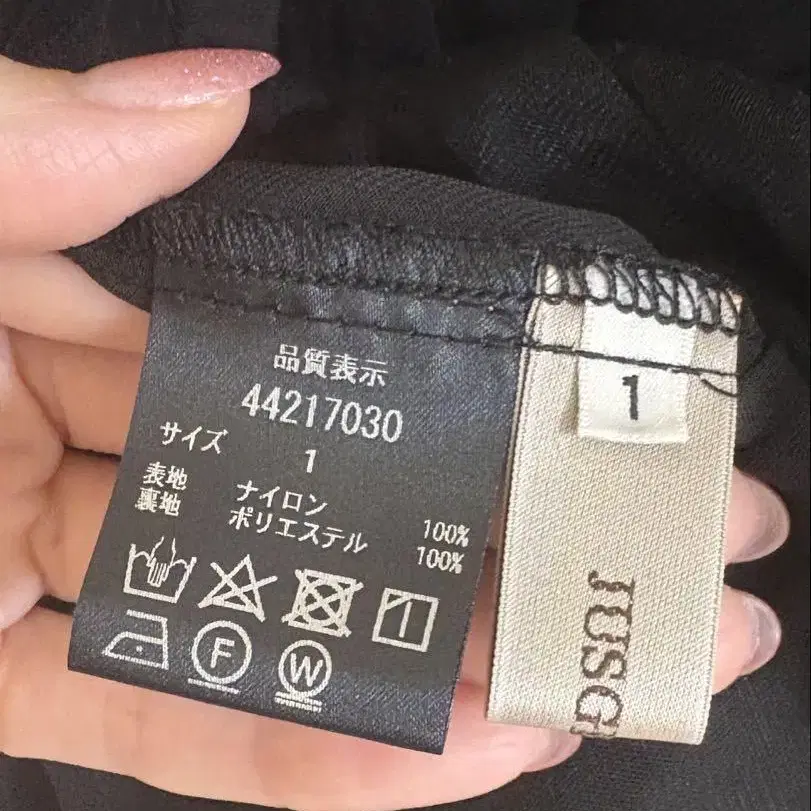 品質表示
44217030
サイズ 1
表地 ナイロン 100%
裏地 ポリエステル 100%
F
W
1
JUSG